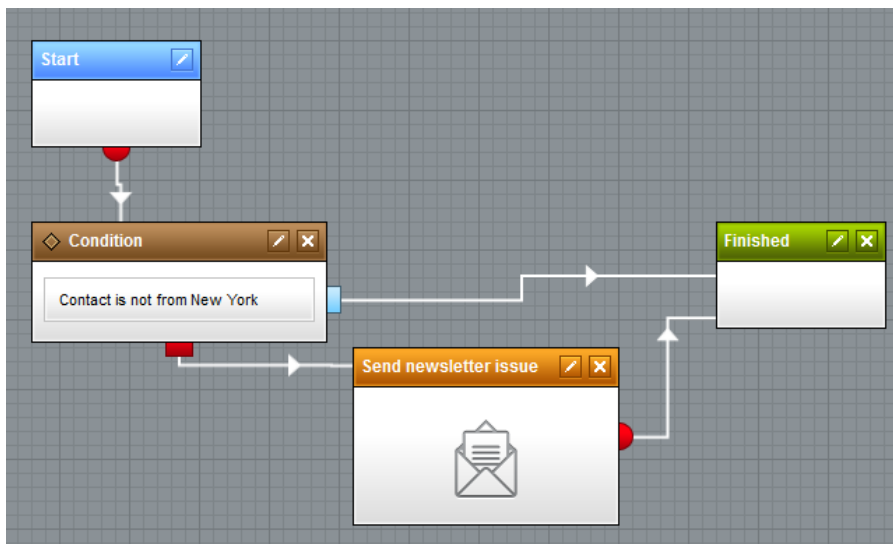 Start
Condition
Contact is not from New York
Finished
Send newsletter issue